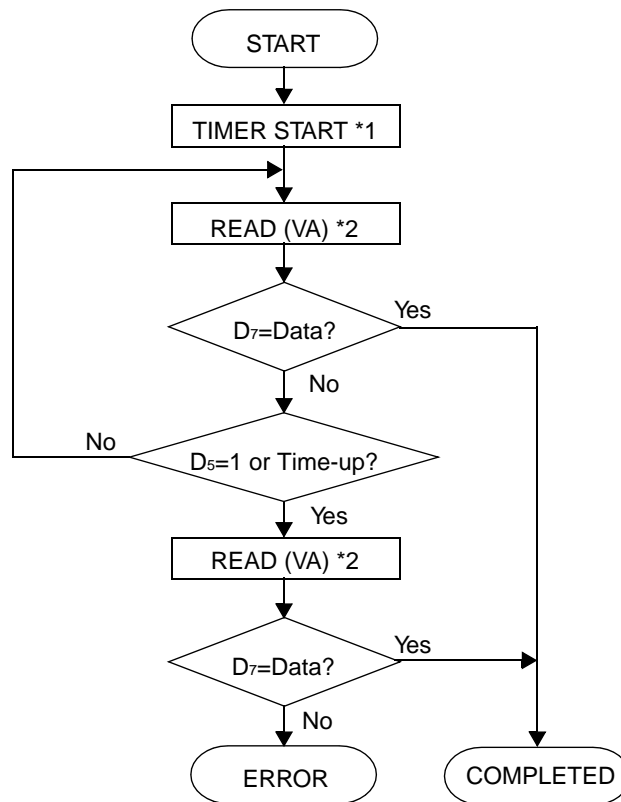 START
TIMER START *1
READ (VA) *2
D₇=Data?
Yes
No
D₅=1 or Time-up?
No
Yes
READ (VA) *2
D₇=Data?
Yes
No
ERROR
COMPLETED